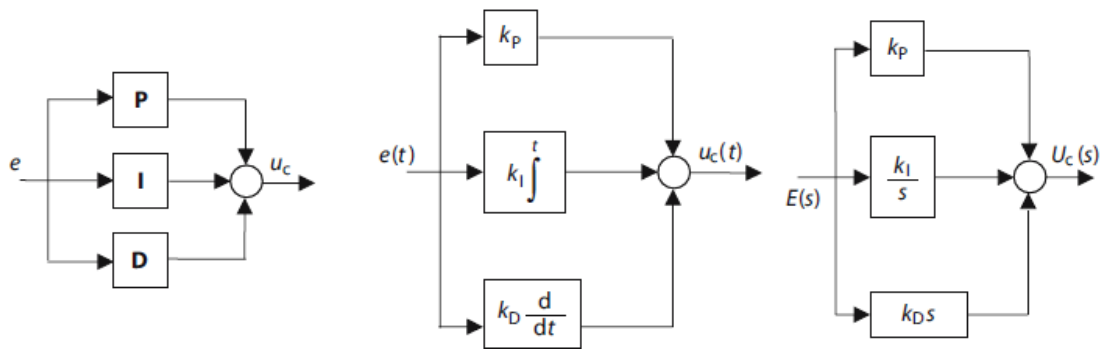 P
e
I
u_c
D
k_P
e(t)
k_I ∫^t
u_c(t)
k_D d/dt
k_P
E(s)
k_I/s
U_c(s)
k_D s